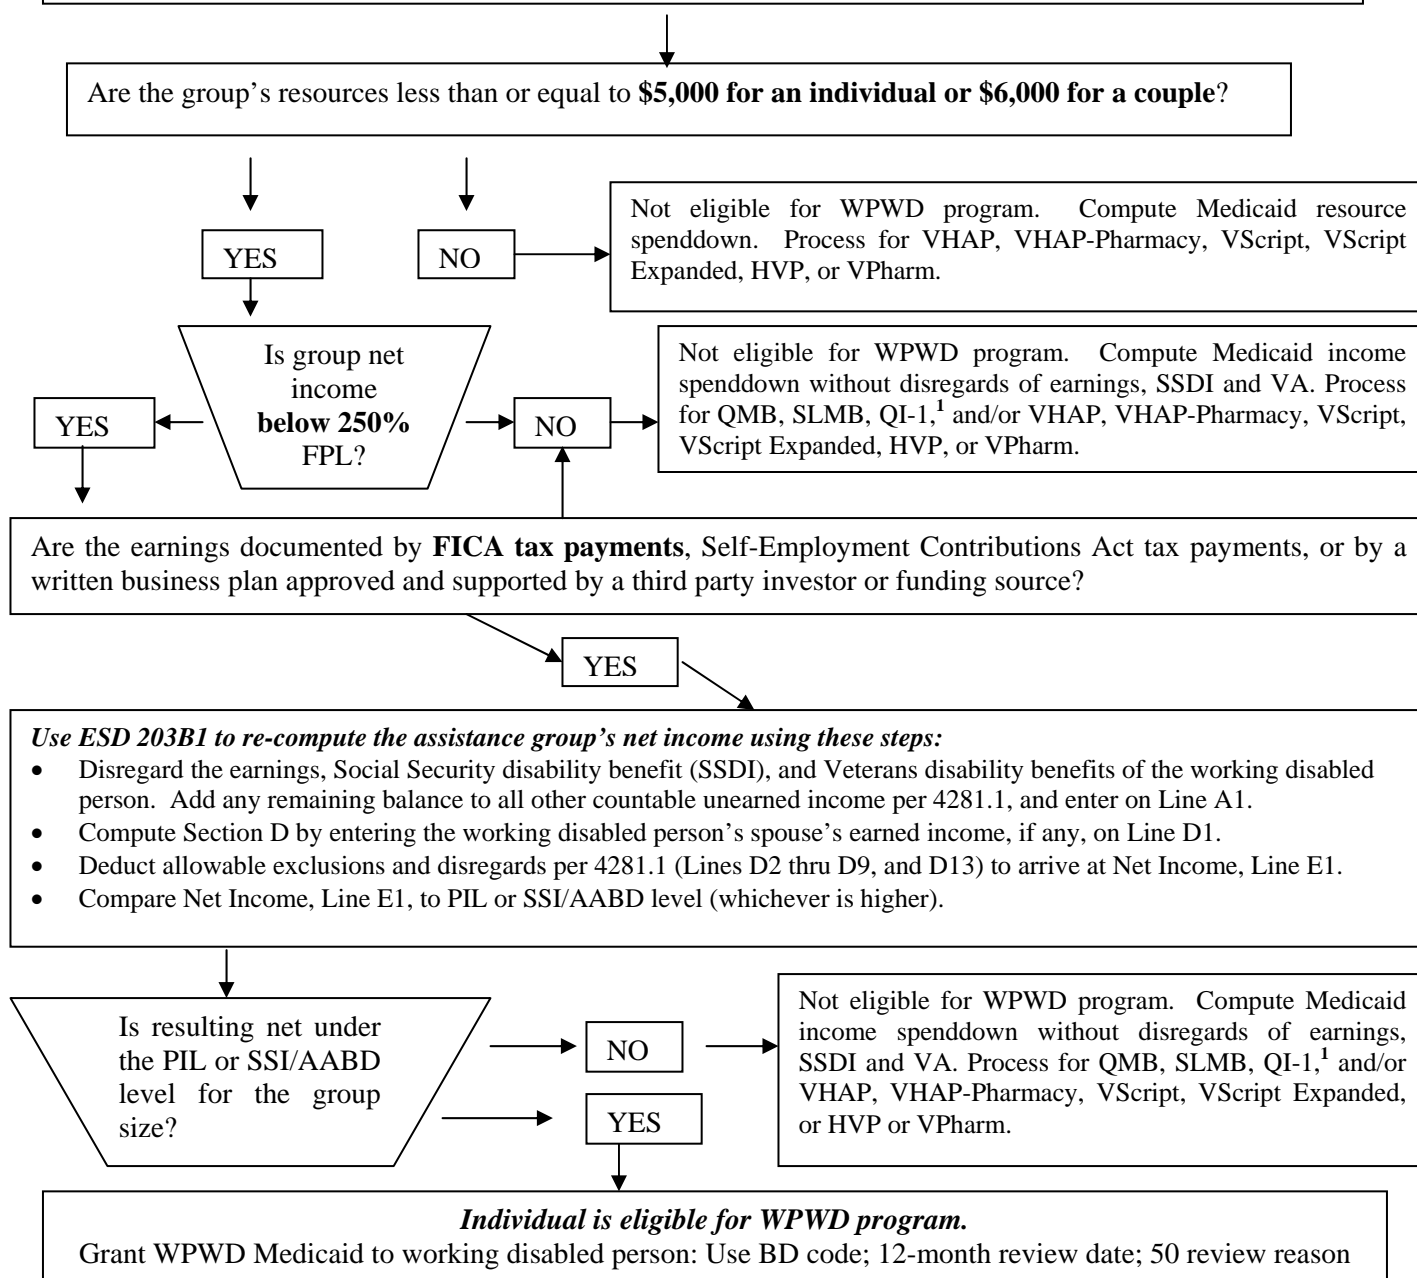 Are the group’s resources less than or equal to $5,000 for an individual or $6,000 for a couple?
YES
NO
Not eligible for WPWD program. Compute Medicaid resource
spenddown. Process for VHAP, VHAP-Pharmacy, VScript, VScript
Expanded, HVP, or VPharm.
Is group net
income
below 250%
FPL?
YES
NO
Not eligible for WPWD program. Compute Medicaid income
spenddown without disregards of earnings, SSDI and VA. Process
for QMB, SLMB, QI-1,1 and/or VHAP, VHAP-Pharmacy, VScript,
VScript Expanded, HVP, or VPharm.
Are the earnings documented by FICA tax payments, Self-Employment Contributions Act tax payments, or by a
written business plan approved and supported by a third party investor or funding source?
YES
Use ESD 203B1 to re-compute the assistance group’s net income using these steps:
• Disregard the earnings, Social Security disability benefit (SSDI), and Veterans disability benefits of the working disabled
person. Add any remaining balance to all other countable unearned income per 4281.1, and enter on Line A1.
• Compute Section D by entering the working disabled person’s spouse’s earned income, if any, on Line D1.
• Deduct allowable exclusions and disregards per 4281.1 (Lines D2 thru D9, and D13) to arrive at Net Income, Line E1.
• Compare Net Income, Line E1, to PIL or SSI/AABD level (whichever is higher).
Is resulting net under
the PIL or SSI/AABD
level for the group
size?
NO
YES
Not eligible for WPWD program. Compute Medicaid
income spenddown without disregards of earnings,
SSDI and VA. Process for QMB, SLMB, QI-1,1 and/or
VHAP, VHAP-Pharmacy, VScript, VScript Expanded,
or HVP or VPharm.
Individual is eligible for WPWD program.
Grant WPWD Medicaid to working disabled person: Use BD code; 12-month review date; 50 review reason